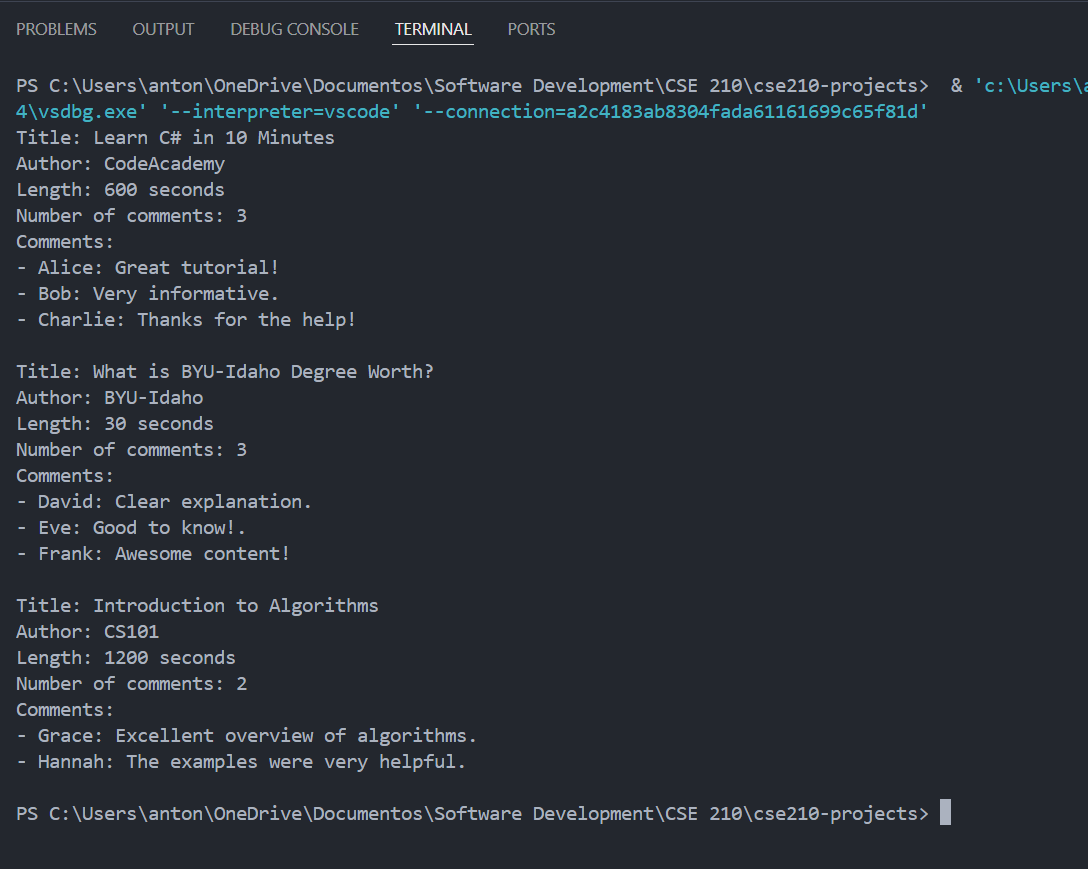 PROBLEMS OUTPUT DEBUG CONSOLE TERMINAL PORTS
PS C:\Users\anton\OneDrive\Documentos\Software Development\CSE 210\cse210-projects>  & 'c:\Users\
4\vsdbg.exe' '--interpreter=vscode' '--connection=a2c4183ab8304fada61161699c65f81d'
Title: Learn C# in 10 Minutes
Author: CodeAcademy
Length: 600 seconds
Number of comments: 3
Comments:
- Alice: Great tutorial!
- Bob: Very informative.
- Charlie: Thanks for the help!
Title: What is BYU-Idaho Degree Worth?
Author: BYU-Idaho
Length: 30 seconds
Number of comments: 3
Comments:
- David: Clear explanation.
- Eve: Good to know!.
- Frank: Awesome content!
Title: Introduction to Algorithms
Author: CS101
Length: 1200 seconds
Number of comments: 2
Comments:
- Grace: Excellent overview of algorithms.
- Hannah: The examples were very helpful.
PS C:\Users\anton\OneDrive\Documentos\Software Development\CSE 210\cse210-projects>